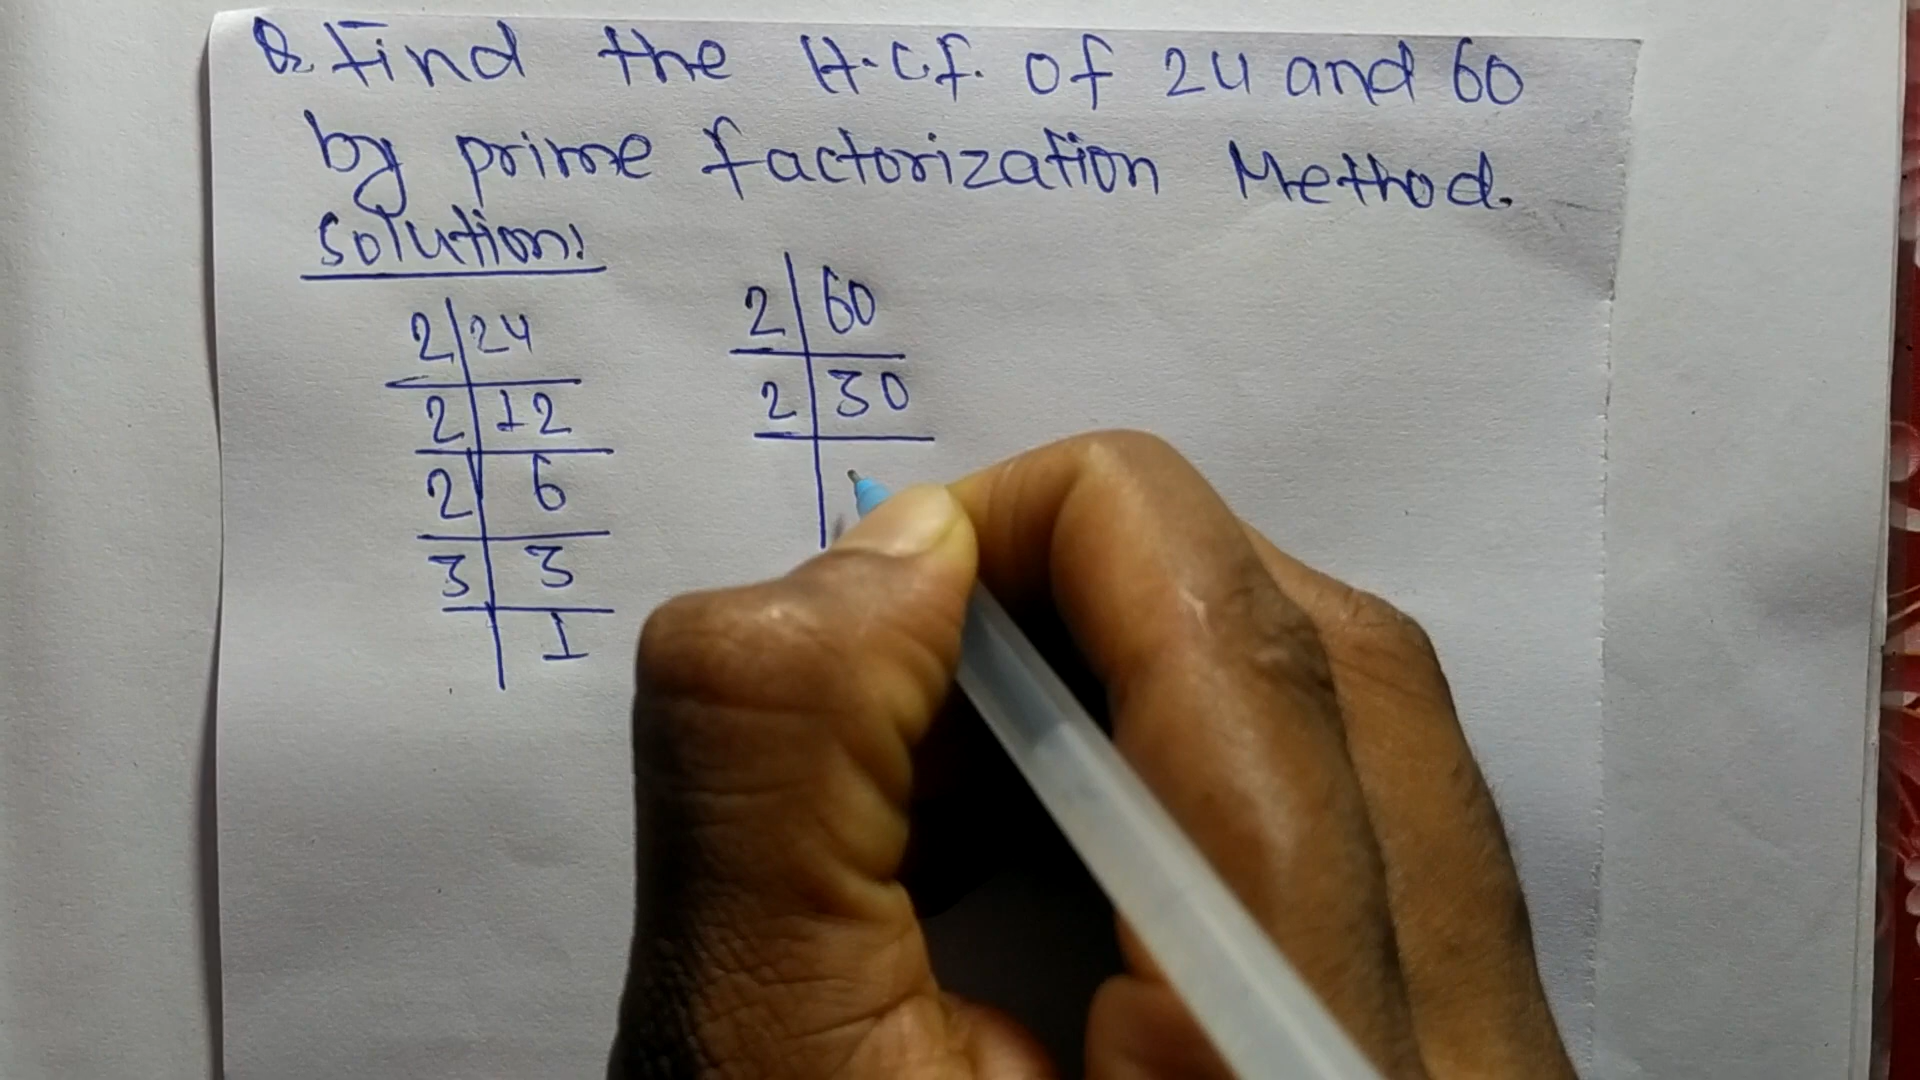 Q. Find the H.C.F. of 24 and 60
by prime factorization Method.
Solution:
2 | 24
2 | 12
2 | 6
3 | 3
| 1
2 | 60
2 | 30